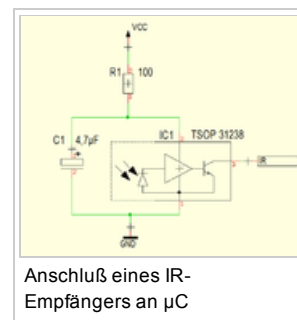 VCC
R1 100
C1 4,7µF
IC1 TSOP 31238
IR
GND
Anschluß eines IR-
Empfängers an µC